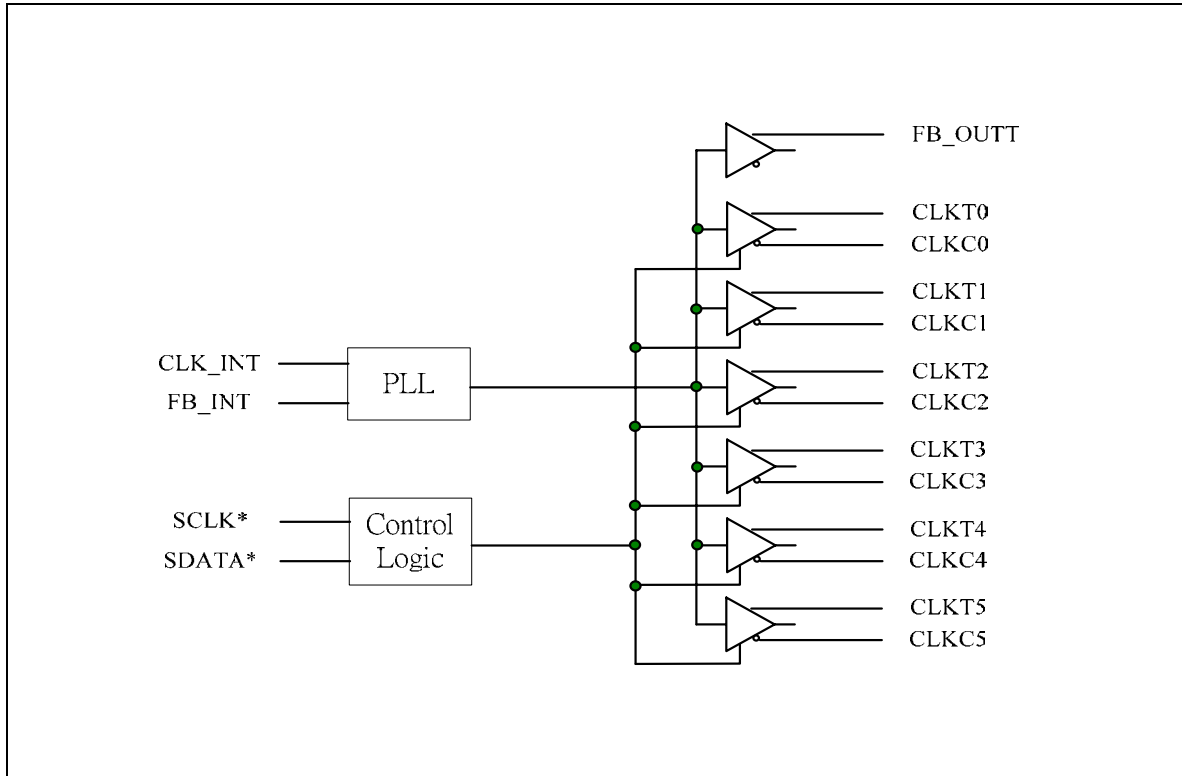 FB_OUTT
CLKT0
CLKC0
CLKT1
CLKC1
CLK_INT
PLL
FB_INT
CLKT2
CLKC2
CLKT3
CLKC3
SCLK*
SDATA*
Control
Logic
CLKT4
CLKC4
CLKT5
CLKC5